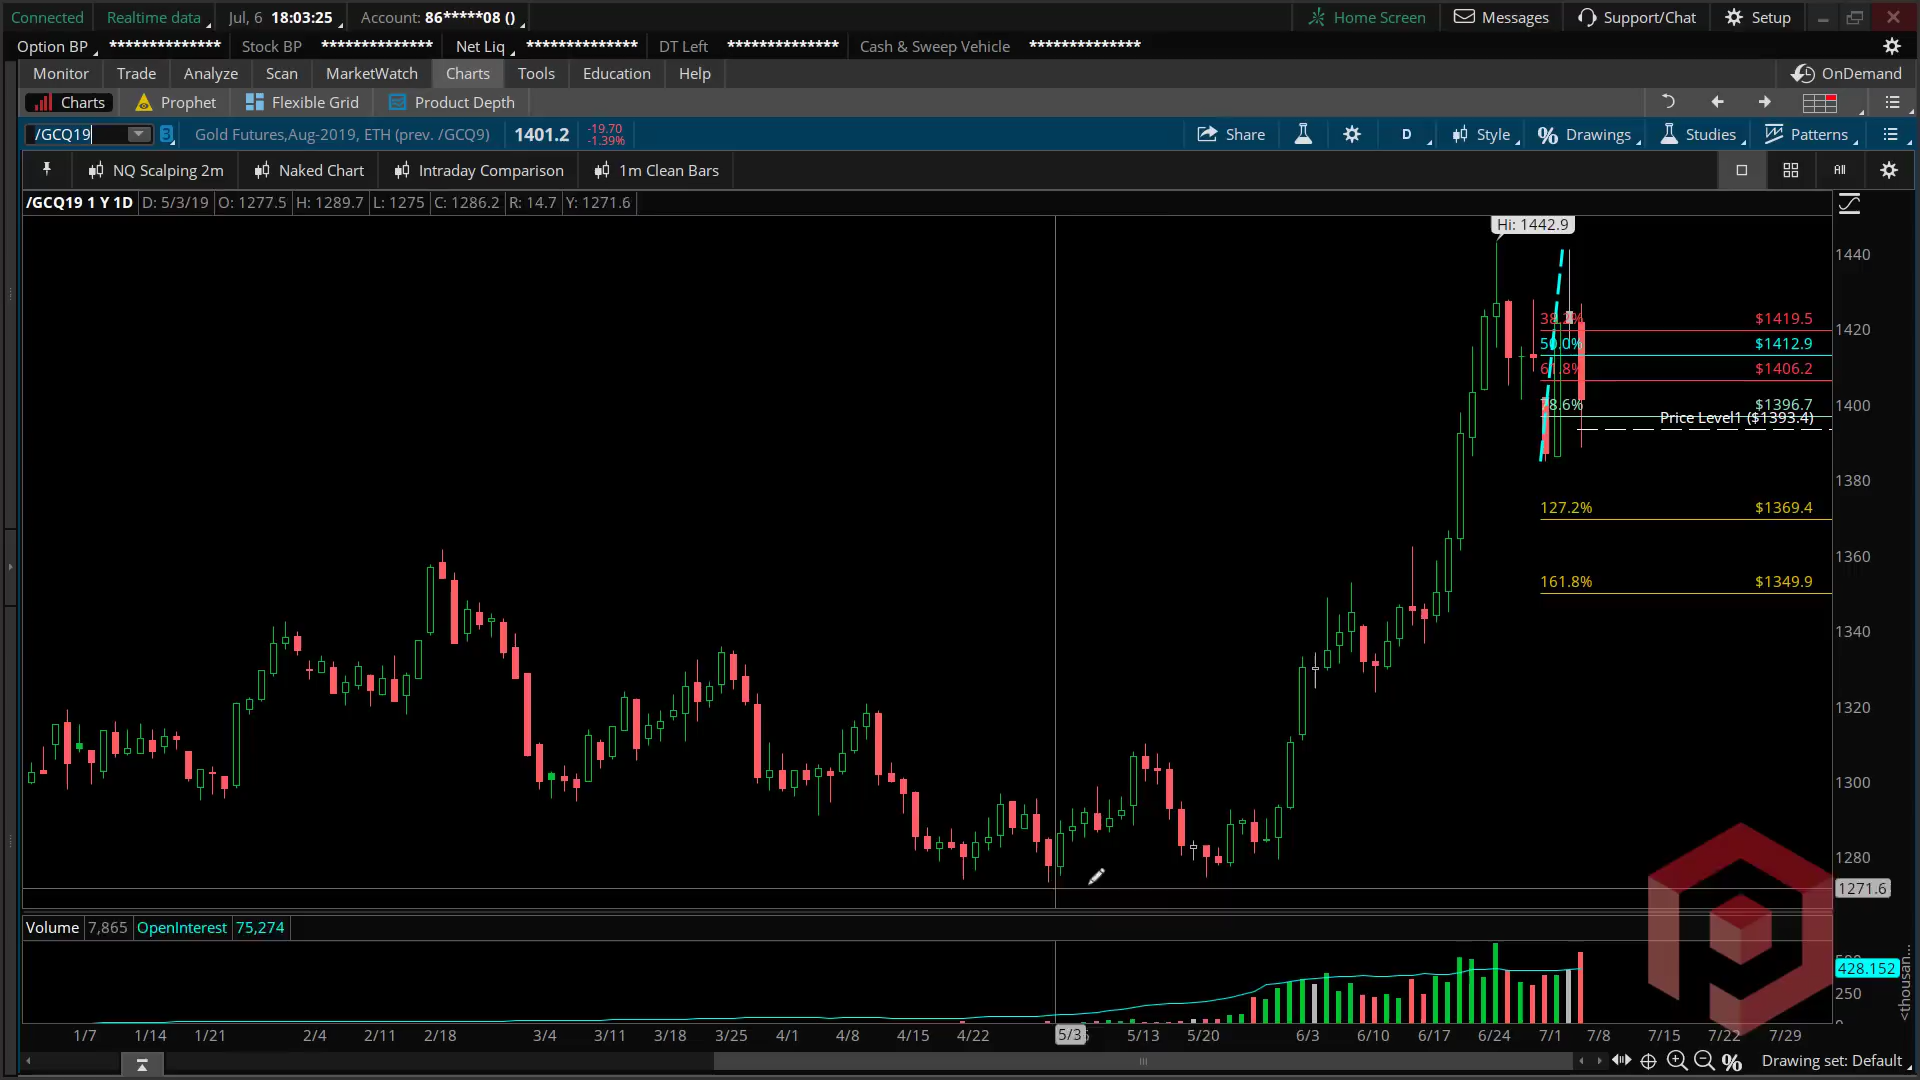 Connected Realtime data Jul, 6 18:03:25 Account: 86*****08 () Home Screen Messages Support/Chat Setup
Option BP ************** Stock BP ************** Net Liq ************** DT Left ************** Cash & Sweep Vehicle **************
Monitor Trade Analyze Scan MarketWatch Charts Tools Education Help OnDemand
Charts Prophet Flexible Grid Product Depth
/GCQ19 3 Gold Futures,Aug-2019, ETH (prev. /GCQ9) 1401.2 -19.70 -1.39% Share D Style % Drawings Studies Patterns
NQ Scalping 2m Naked Chart Intraday Comparison 1m Clean Bars All
/GCQ19 1 Y 1D D: 5/3/19 O: 1277.5 H: 1289.7 L: 1275 C: 1286.2 R: 14.7 Y: 1271.6
Hi: 1442.9
1440
38.2% $1419.5
1420
50.0% $1412.9
61.8% $1406.2
78.6% $1396.7
1400
Price Level1 ($1393.4)
1380
127.2% $1369.4
1360
161.8% $1349.9
1340
1320
1300
1280
1271.6
Volume 7,865 OpenInterest 75,274
428.152
250
<thousan...
1/7 1/14 1/21 2/4 2/11 2/18 3/4 3/11 3/18 3/25 4/1 4/8 4/15 4/22 5/3 5/13 5/20 6/3 6/10 6/17 6/24 7/1 7/8 7/15 7/22 7/29
% Drawing set: Default